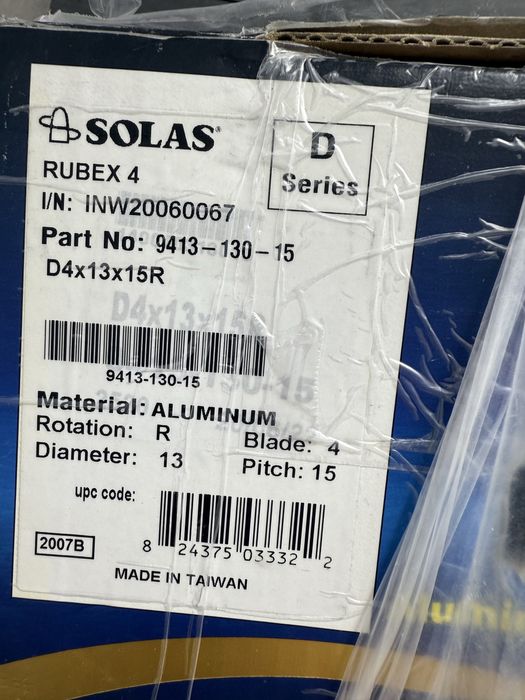 SOLAS®
D
Series
RUBEX 4
I/N: INW20060067
Part No: 9413-130-15
D4x13x15R
9413-130-15
Material: ALUMINUM
Rotation: R Blade: 4
Diameter: 13 Pitch: 15
upc code:
8 24375 03332 2
2007B
MADE IN TAIWAN